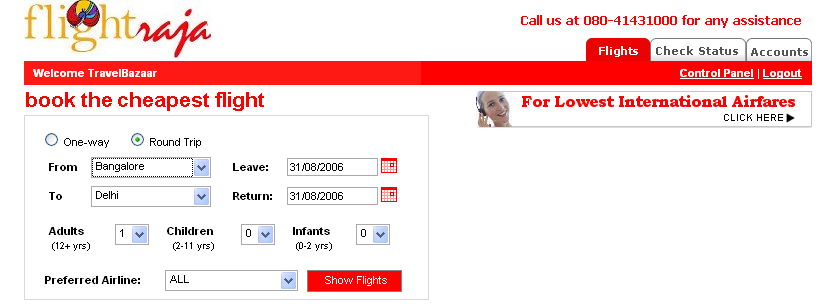 flightraja
Call us at 080-41431000 for any assistance
Flights Check Status Accounts
Welcome TravelBazaar Control Panel | Logout
book the cheapest flight
For Lowest International Airfares
CLICK HERE
One-way Round Trip
From Bangalore Leave: 31/08/2006
To Delhi Return: 31/08/2006
Adults 1 Children 0 Infants 0
(12+ yrs) (2-11 yrs) (0-2 yrs)
Preferred Airline: ALL Show Flights